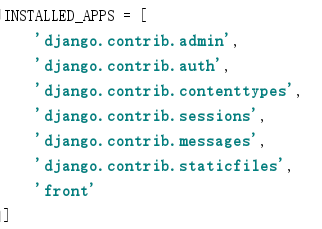 INSTALLED_APPS = [
    'django.contrib.admin',
    'django.contrib.auth',
    'django.contrib.contenttypes',
    'django.contrib.sessions',
    'django.contrib.messages',
    'django.contrib.staticfiles',
    'front'
]